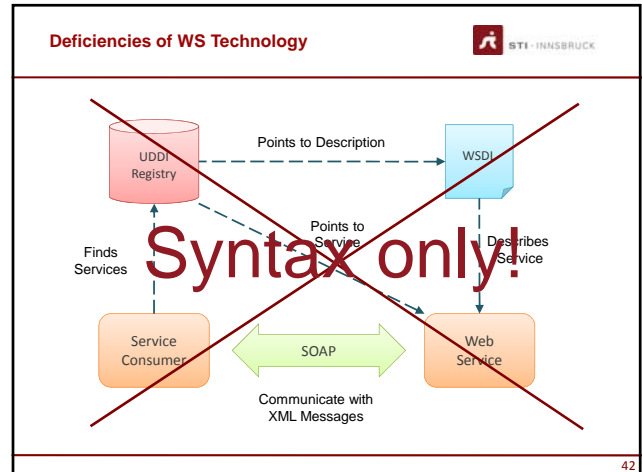 Deficiencies of WS Technology
STI · INNSBRUCK
UDDI
Registry
Points to Description
WSDL
Finds
Services
Points to
Service
Describes
Service
Syntax only!
Service
Consumer
SOAP
Web
Service
Communicate with
XML Messages
42